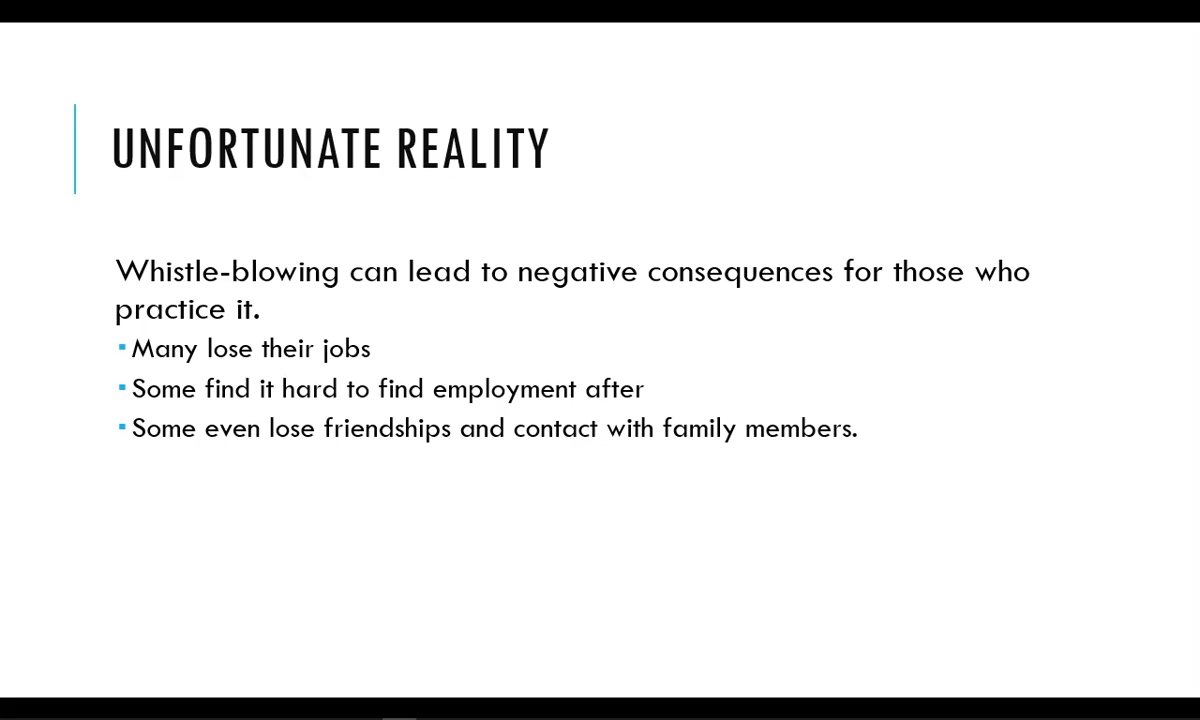 UNFORTUNATE REALITY
Whistle-blowing can lead to negative consequences for those who
practice it.
▪ Many lose their jobs
▪ Some find it hard to find employment after
▪ Some even lose friendships and contact with family members.